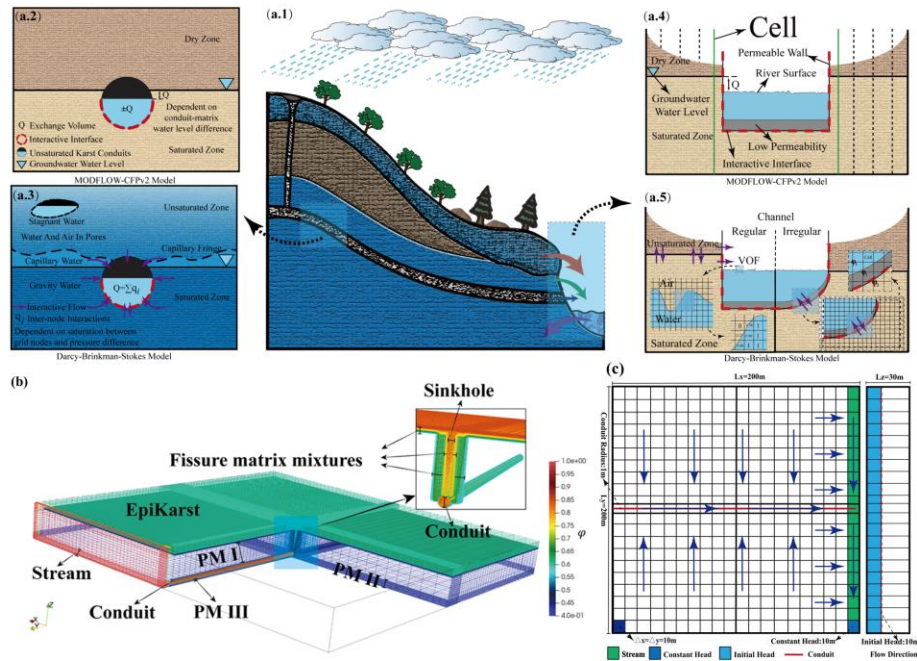 (a.2)
Dry Zone
Q
±Q
Dependent on
conduit-matrix
water level difference
Q Exchange Volume
Interactive Interface
Unsaturated Karst Conduits
Groundwater Water Level
Saturated Zone
MODFLOW-CFPv2 Model
(a.3)
Stagnant Water
Unsaturated Zone
Water And Air In Pores
Capillary Water
Capillary Fringe
Gravity Water
Q=∑qᵢ
Interactive Flow
Saturated Zone
Inter-node Interactions
Dependent on saturation between
grid nodes and pressure difference
Darcy-Brinkman-Stokes Model
(a.1)
(a.4)
Cell
Permeable Wall
Dry Zone
Q
River Surface
Groundwater
Water Level
Saturated Zone
Low Permeability
Interactive Interface
MODFLOW-CFPv2 Model
(a.5)
Channel
Regular
Irregular
Unsaturated Zone
VOF
Air
Water
Saturated Zone
Darcy-Brinkman-Stokes Model
(b)
Sinkhole
Fissure matrix mixtures
Conduit
EpiKarst
Stream
PM I
PM II
Conduit
PM III
1.0e+00
0.95
0.9
0.85
0.8
0.75
0.7
0.65
0.6
0.55
0.5
4.0e-01
φ
(c)
Lx=200m
Lz=30m
Conduit Radius:1m
Ly=200m
△x=△y=10m
Constant Head:10m
Initial Head:10m
Stream
Constant Head
Initial Head
Conduit
Flow Direction